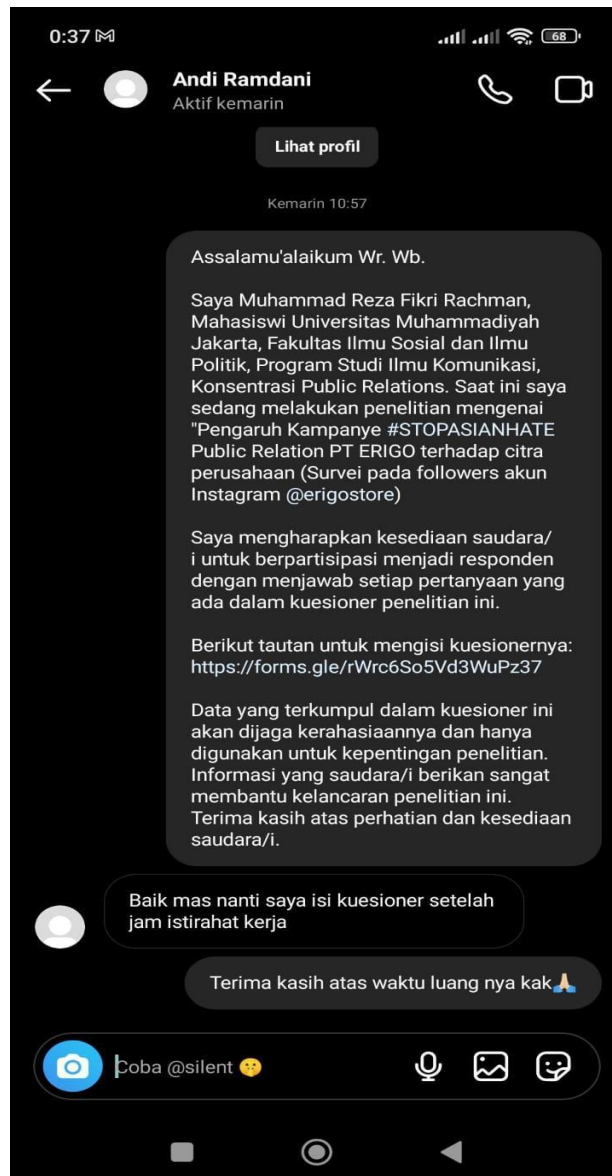 0:37
68
Andi Ramdani
Aktif kemarin
Lihat profil
Kemarin 10:57
Assalamu'alaikum Wr. Wb.
Saya Muhammad Reza Fikri Rachman,
Mahasiswi Universitas Muhammadiyah
Jakarta, Fakultas Ilmu Sosial dan Ilmu
Politik, Program Studi Ilmu Komunikasi,
Konsentrasi Public Relations. Saat ini saya
sedang melakukan penelitian mengenai
"Pengaruh Kampanye #STOPASIANHATE
Public Relation PT ERIGO terhadap citra
perusahaan (Survei pada followers akun
Instagram @erigostore)
Saya mengharapkan kesediaan saudara/
i untuk berpartisipasi menjadi responden
dengan menjawab setiap pertanyaan yang
ada dalam kuesioner penelitian ini.
Berikut tautan untuk mengisi kuesionernya:
https://forms.gle/rWrc6So5Vd3WuPz37
Data yang terkumpul dalam kuesioner ini
akan dijaga kerahasiaannya dan hanya
digunakan untuk kepentingan penelitian.
Informasi yang saudara/i berikan sangat
membantu kelancaran penelitian ini.
Terima kasih atas perhatian dan kesediaan
saudara/i.
Baik mas nanti saya isi kuesioner setelah
jam istirahat kerja
Terima kasih atas waktu luang nya kak🙏🏻
Coba @silent 🤫